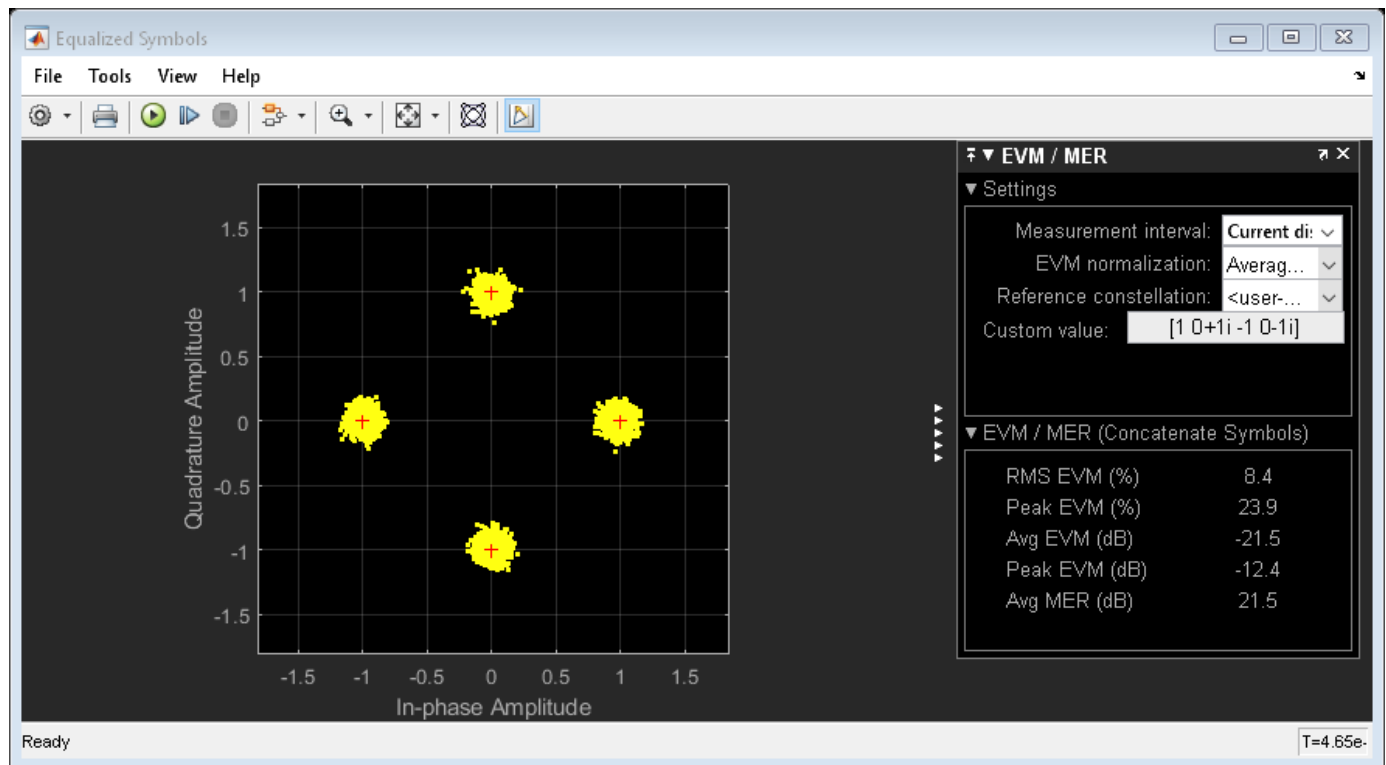 Equalized Symbols
File Tools View Help
EVM / MER
Settings
Measurement interval: Current di:
EVM normalization: Averag...
Reference constellation: <user-...
Custom value: [1 0+1i -1 0-1i]
EVM / MER (Concatenate Symbols)
RMS EVM (%) 8.4
Peak EVM (%) 23.9
Avg EVM (dB) -21.5
Peak EVM (dB) -12.4
Avg MER (dB) 21.5
Quadrature Amplitude
1.5
1
0.5
0
-0.5
-1
-1.5
-1.5 -1 -0.5 0 0.5 1 1.5
In-phase Amplitude
Ready T=4.65e-